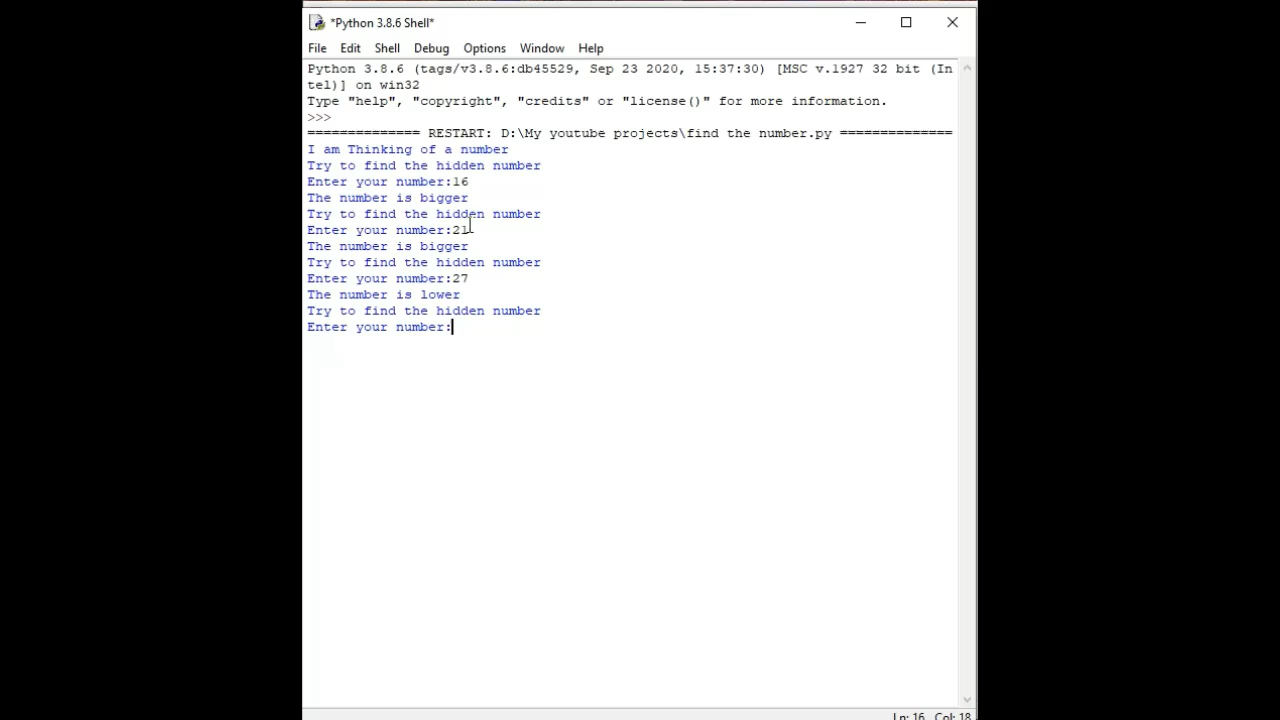 *Python 3.8.6 Shell*
File Edit Shell Debug Options Window Help
Python 3.8.6 (tags/v3.8.6:db45529, Sep 23 2020, 15:37:30) [MSC v.1927 32 bit (In
tel)] on win32
Type "help", "copyright", "credits" or "license()" for more information.
>>>
============== RESTART: D:\My youtube projects\find the number.py ==============
I am Thinking of a number
Try to find the hidden number
Enter your number:16
The number is bigger
Try to find the hidden number
Enter your number:21
The number is bigger
Try to find the hidden number
Enter your number:27
The number is lower
Try to find the hidden number
Enter your number:
Ln: 16 Col: 18